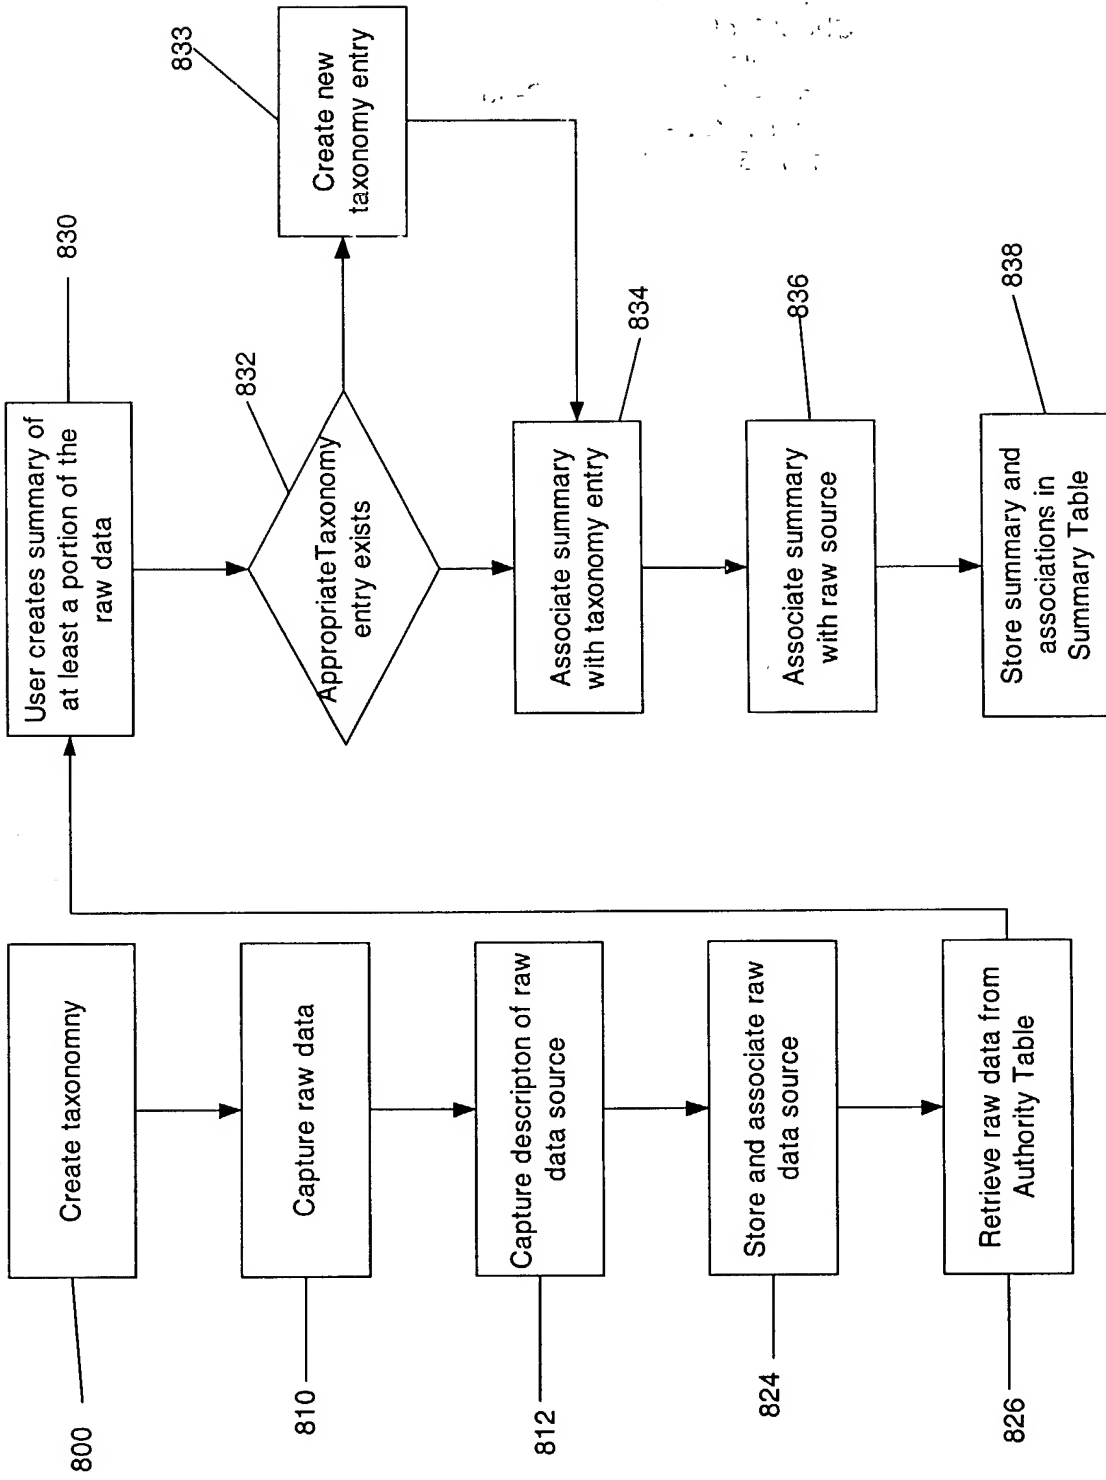 800
Create taxonomny
810
Capture raw data
812
Capture descripton of raw
data source
824
Store and associate raw
data source
826
Retrieve raw data from
Authority Table
830
User creates summary of
at least a portion of the
raw data
832
AppropriateTaxonomy
entry exists
833
Create new
taxonomy entry
834
Associate summary
with taxonomy entry
836
Associate summary
with raw source
838
Store summary and
associations in
Summary Table